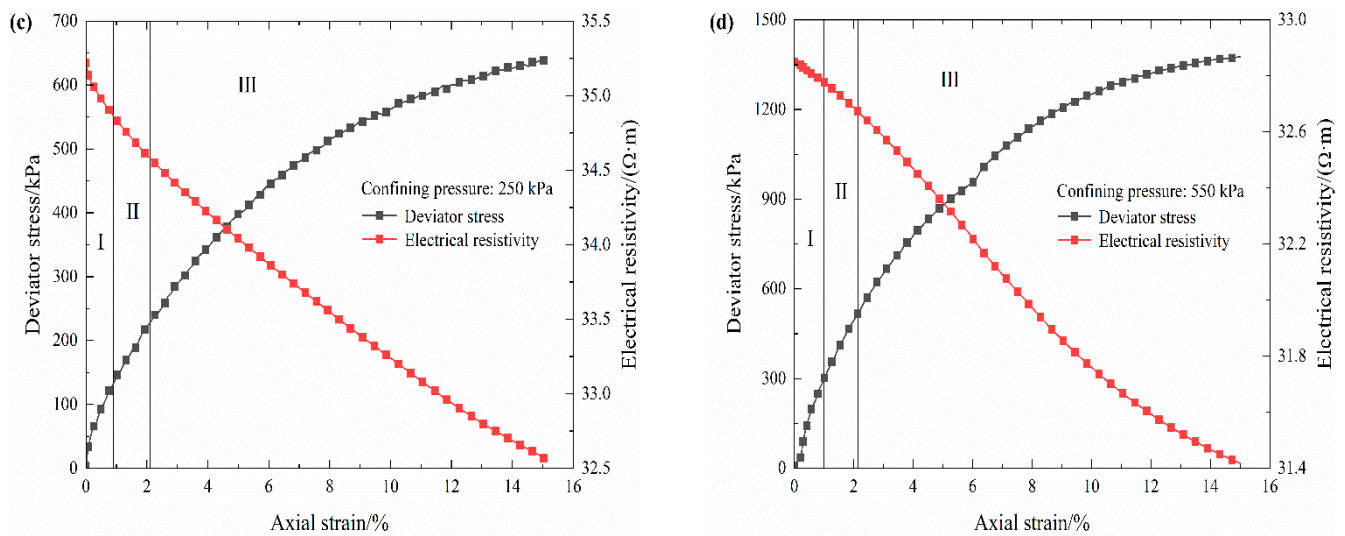 (c)
700
600
500
400
300
200
100
0
Deviator stress/kPa
I
II
III
Confining pressure: 250 kPa
Deviator stress
Electrical resistivity
35.5
35.0
34.5
34.0
33.5
33.0
32.5
Electrical resistivity/(Ω·m)
0 2 4 6 8 10 12 14 16
Axial strain/%
(d)
1500
1200
900
600
300
0
Deviator stress/kPa
I
II
III
Confining pressure: 550 kPa
Deviator stress
Electrical resistivity
33.0
32.6
32.2
31.8
31.4
Electrical resistivity/(Ω·m)
0 2 4 6 8 10 12 14 16
Axial strain/%